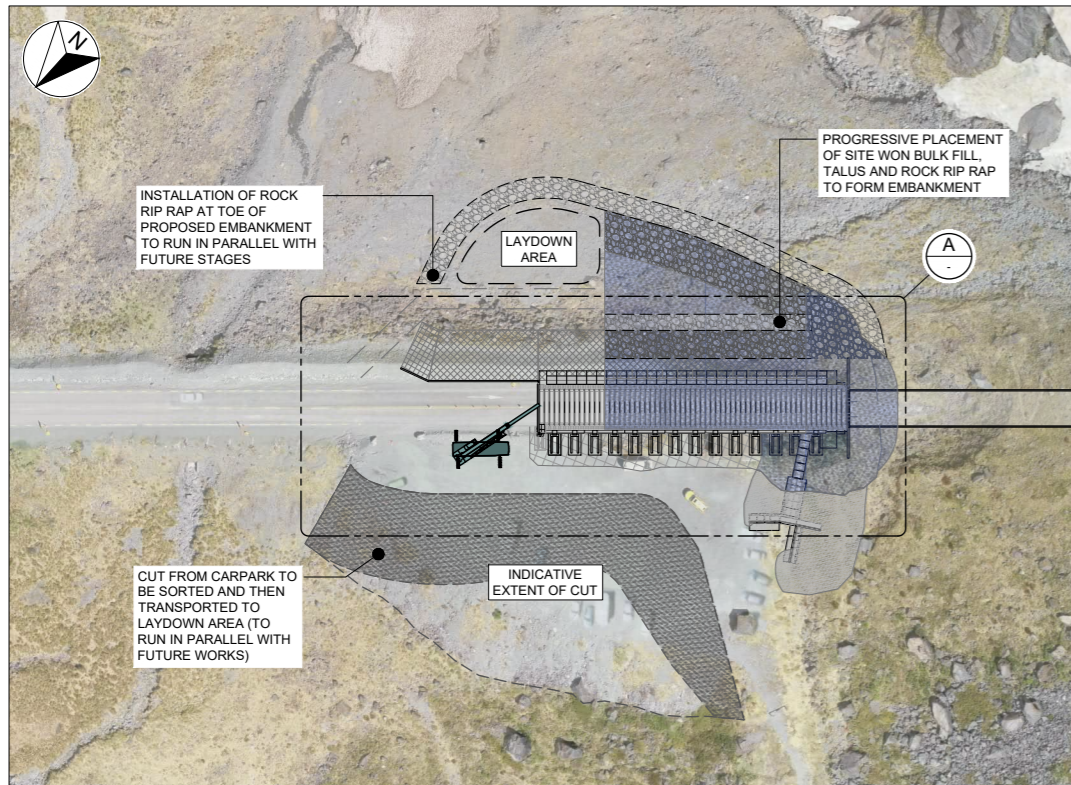 N
PROGRESSIVE PLACEMENT
OF SITE WON BULK FILL,
TALUS AND ROCK RIP RAP
TO FORM EMBANKMENT
INSTALLATION OF ROCK
RIP RAP AT TOE OF
PROPOSED EMBANKMENT
TO RUN IN PARALLEL WITH
FUTURE STAGES
LAYDOWN
AREA
A
-
CUT FROM CARPARK TO
BE SORTED AND THEN
TRANSPORTED TO
LAYDOWN AREA (TO
RUN IN PARALLEL WITH
FUTURE WORKS)
INDICATIVE
EXTENT OF CUT